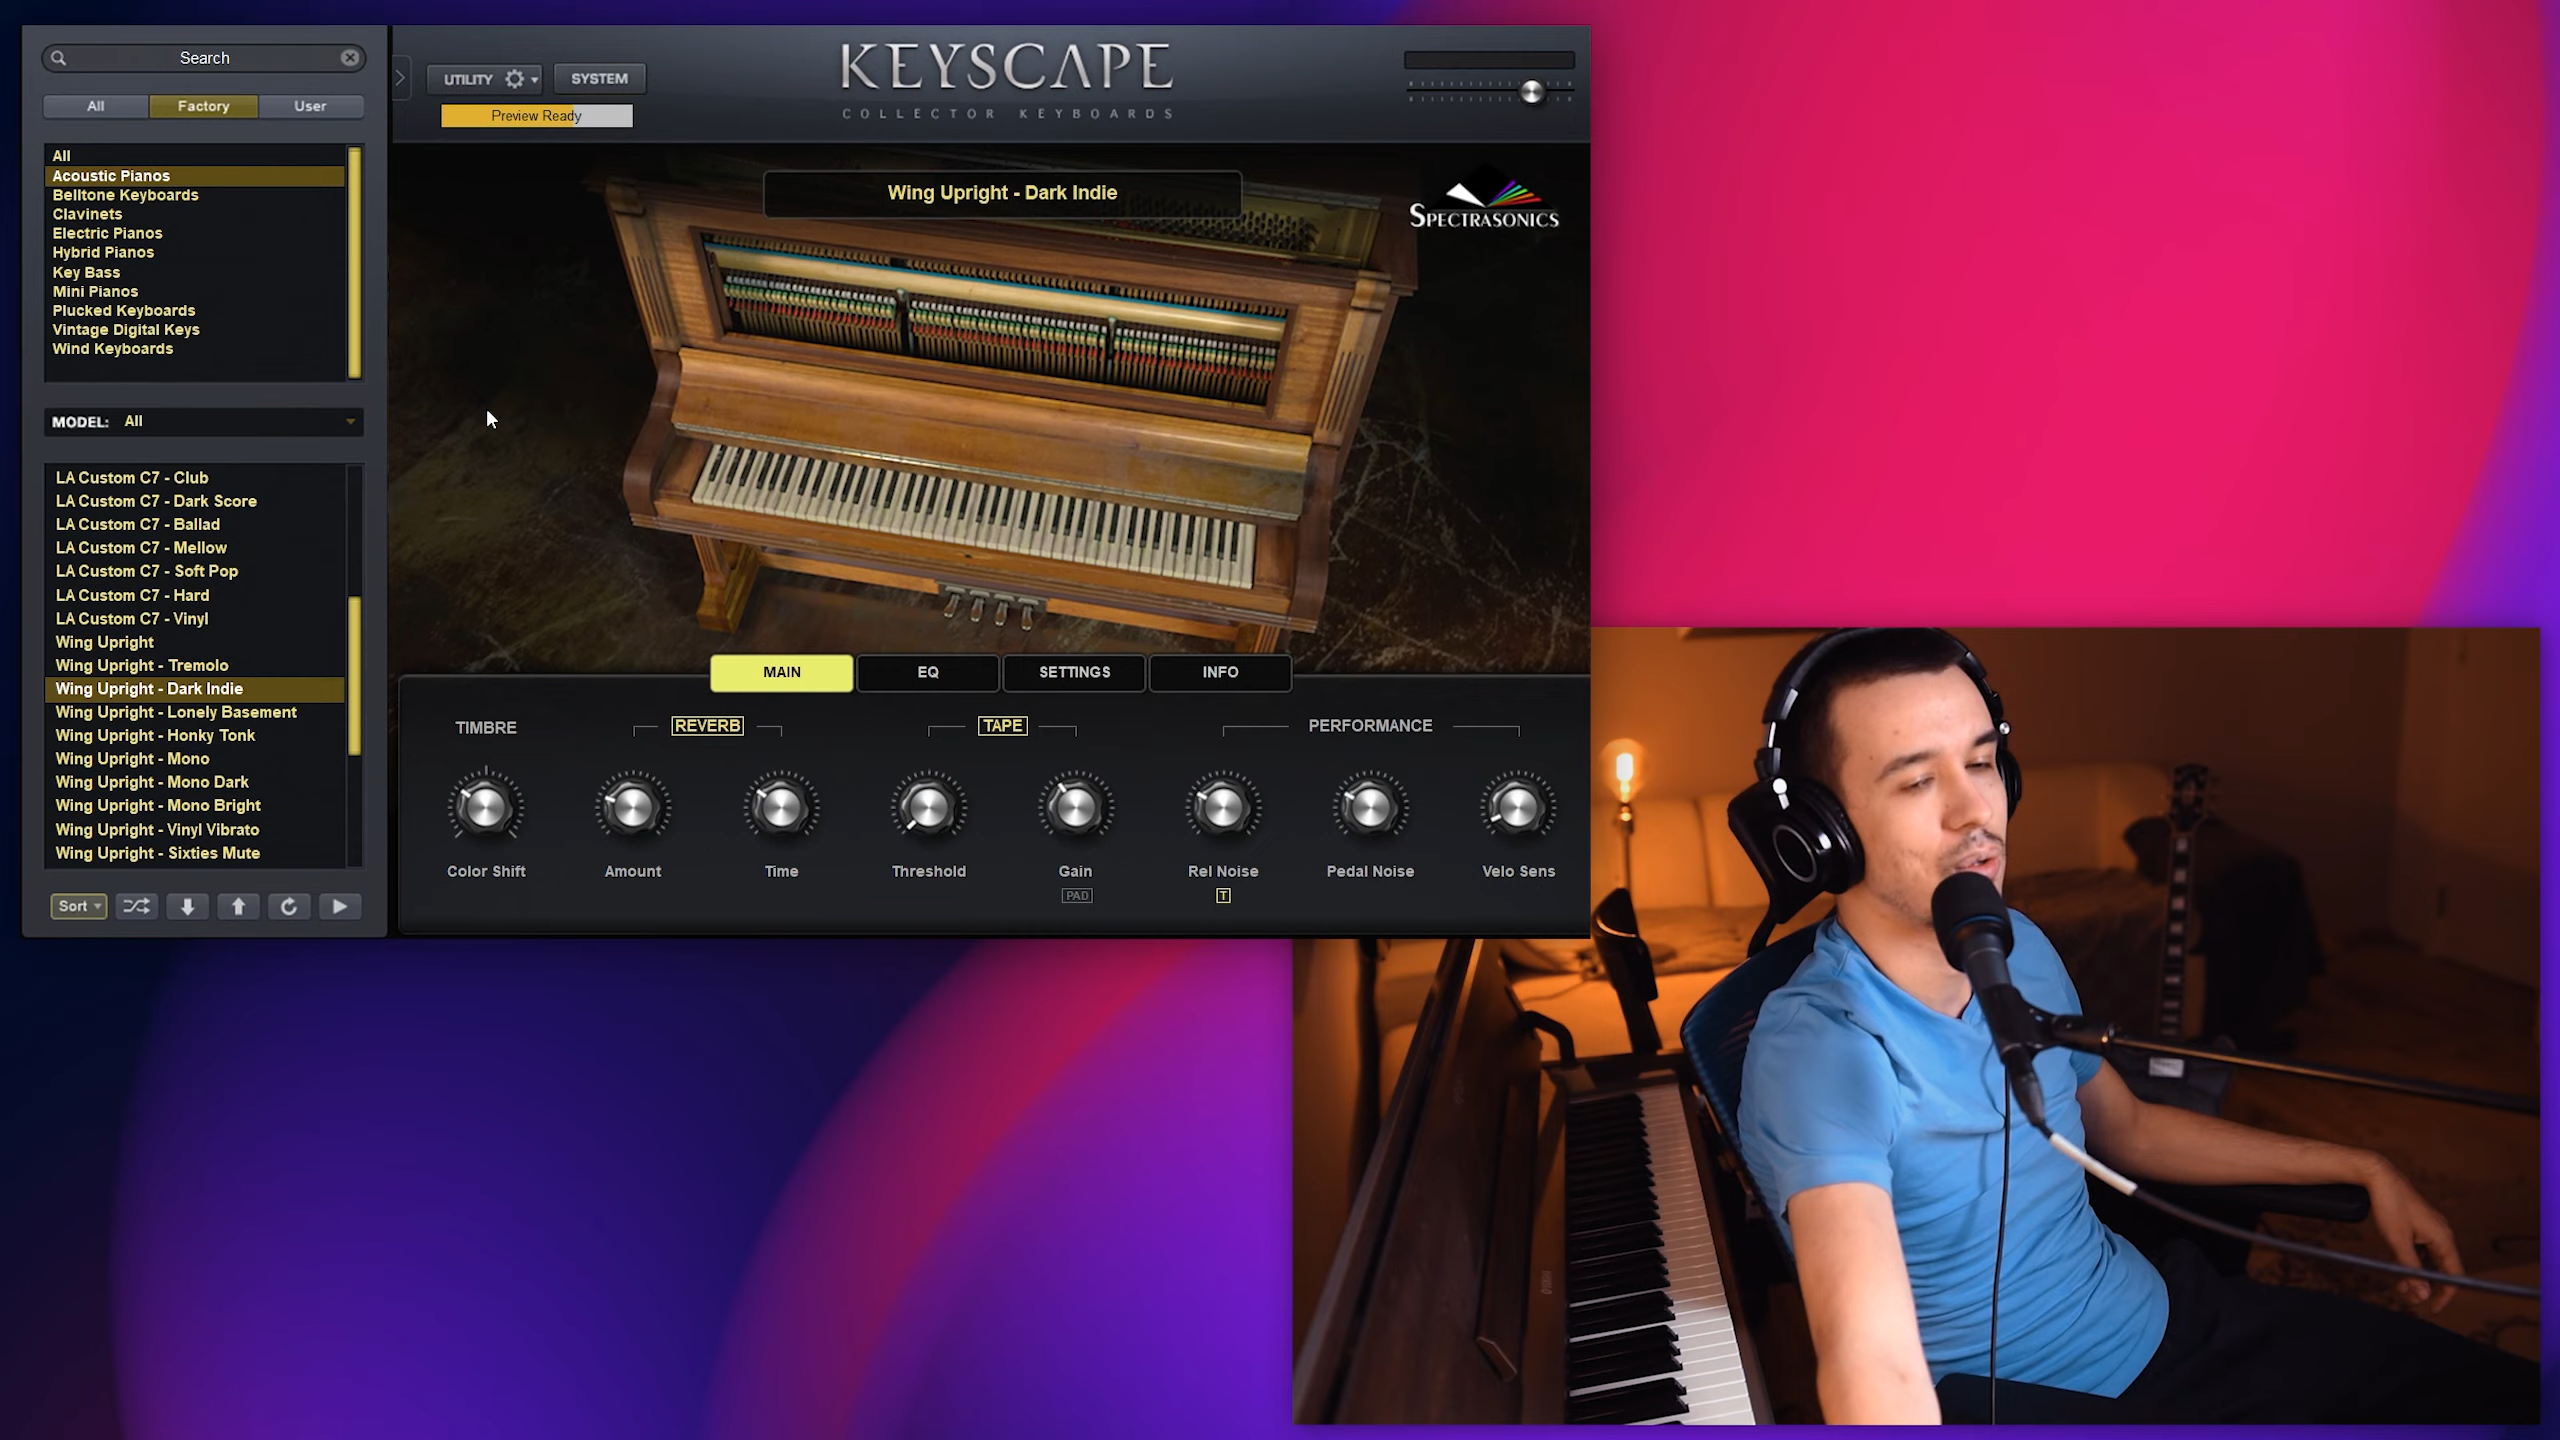 Search
All
Factory
User
All
Acoustic Pianos
Belltone Keyboards
Clavinets
Electric Pianos
Hybrid Pianos
Key Bass
Mini Pianos
Plucked Keyboards
Vintage Digital Keys
Wind Keyboards
MODEL: All
LA Custom C7 - Club
LA Custom C7 - Dark Score
LA Custom C7 - Ballad
LA Custom C7 - Mellow
LA Custom C7 - Soft Pop
LA Custom C7 - Hard
LA Custom C7 - Vinyl
Wing Upright
Wing Upright - Tremolo
Wing Upright - Dark Indie
Wing Upright - Lonely Basement
Wing Upright - Honky Tonk
Wing Upright - Mono
Wing Upright - Mono Dark
Wing Upright - Mono Bright
Wing Upright - Vinyl Vibrato
Wing Upright - Sixties Mute
Sort
UTILITY
SYSTEM
Preview Ready
KEYSCAPE
COLLECTOR KEYBOARDS
Wing Upright - Dark Indie
SPECTRASONICS
MAIN
EQ
SETTINGS
INFO
TIMBRE
REVERB
TAPE
PERFORMANCE
Color Shift
Amount
Time
Threshold
Gain
Rel Noise
Pedal Noise
Velo Sens
PAD
T